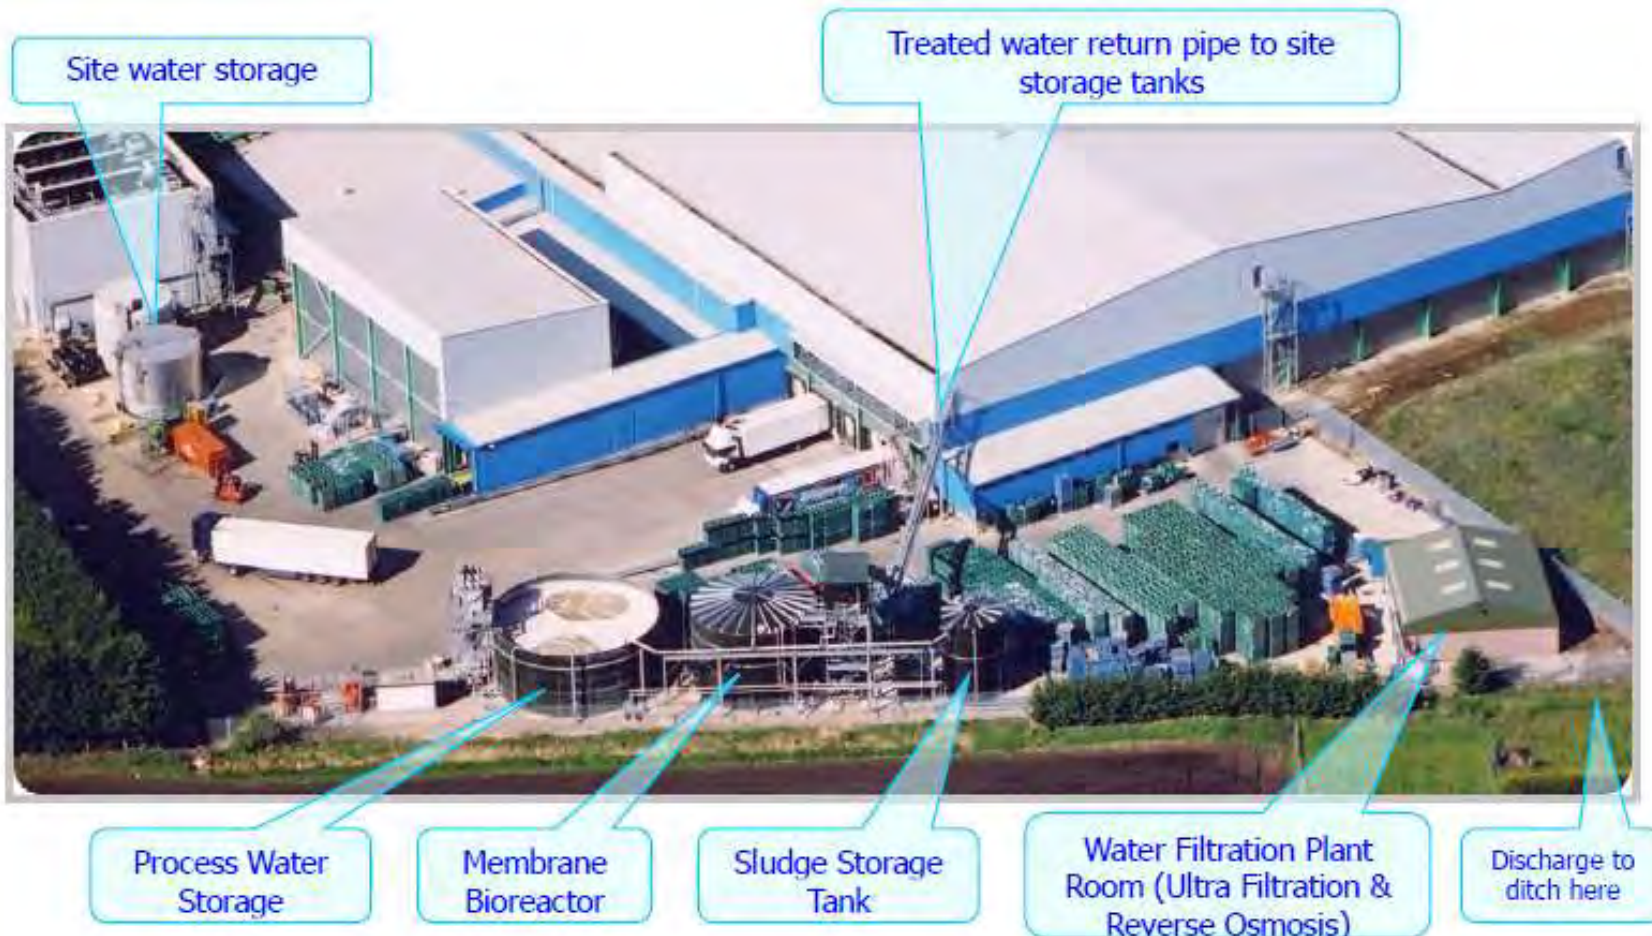 Site water storage
Treated water return pipe to site
storage tanks
Process Water
Storage
Membrane
Bioreactor
Sludge Storage
Tank
Water Filtration Plant
Room (Ultra Filtration &
Reverse Osmosis)
Discharge to
ditch here